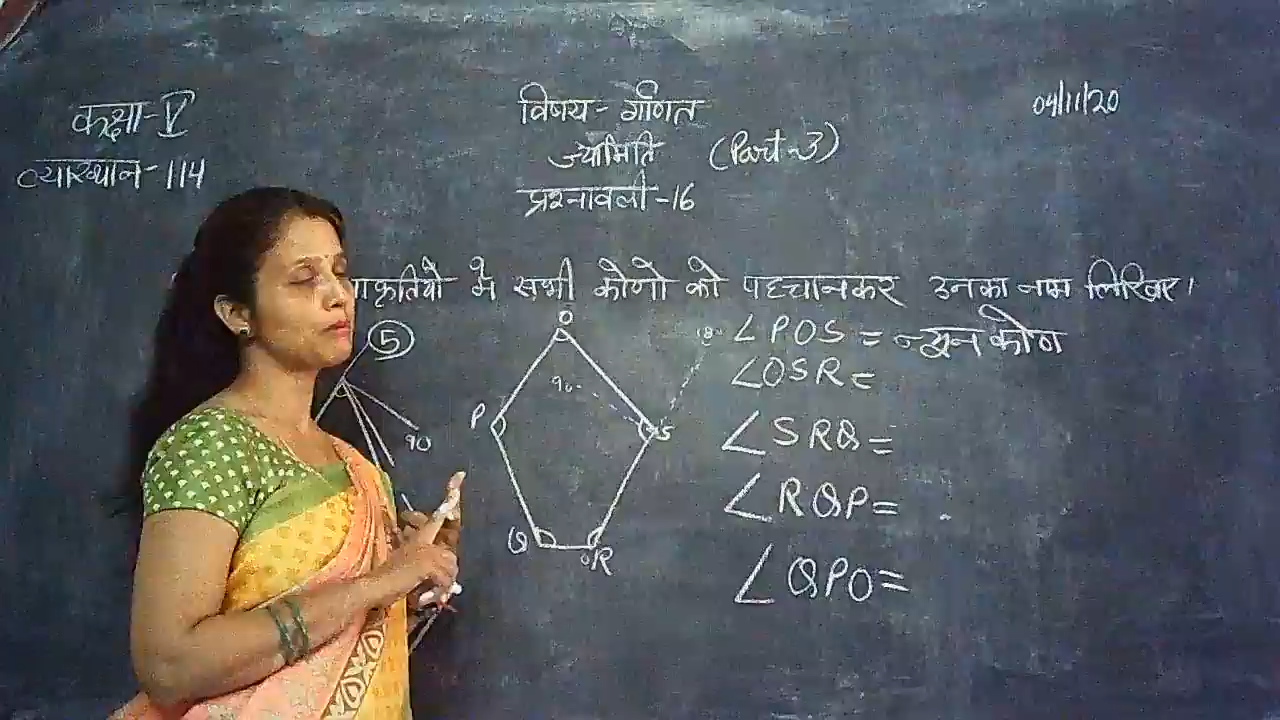 कक्षा-V
व्याख्यान-114
विषय- गणित
ज्यामिति (Part-3)
प्रश्नावली-16
04/11/20
में सभी कोणो को पहचानकर उनका नाम लिखिए।
5
90
O
P
S
Q
R
90
∠POS = न्यून कोण
∠OSR =
∠SRQ =
∠RQP =
∠QPO =